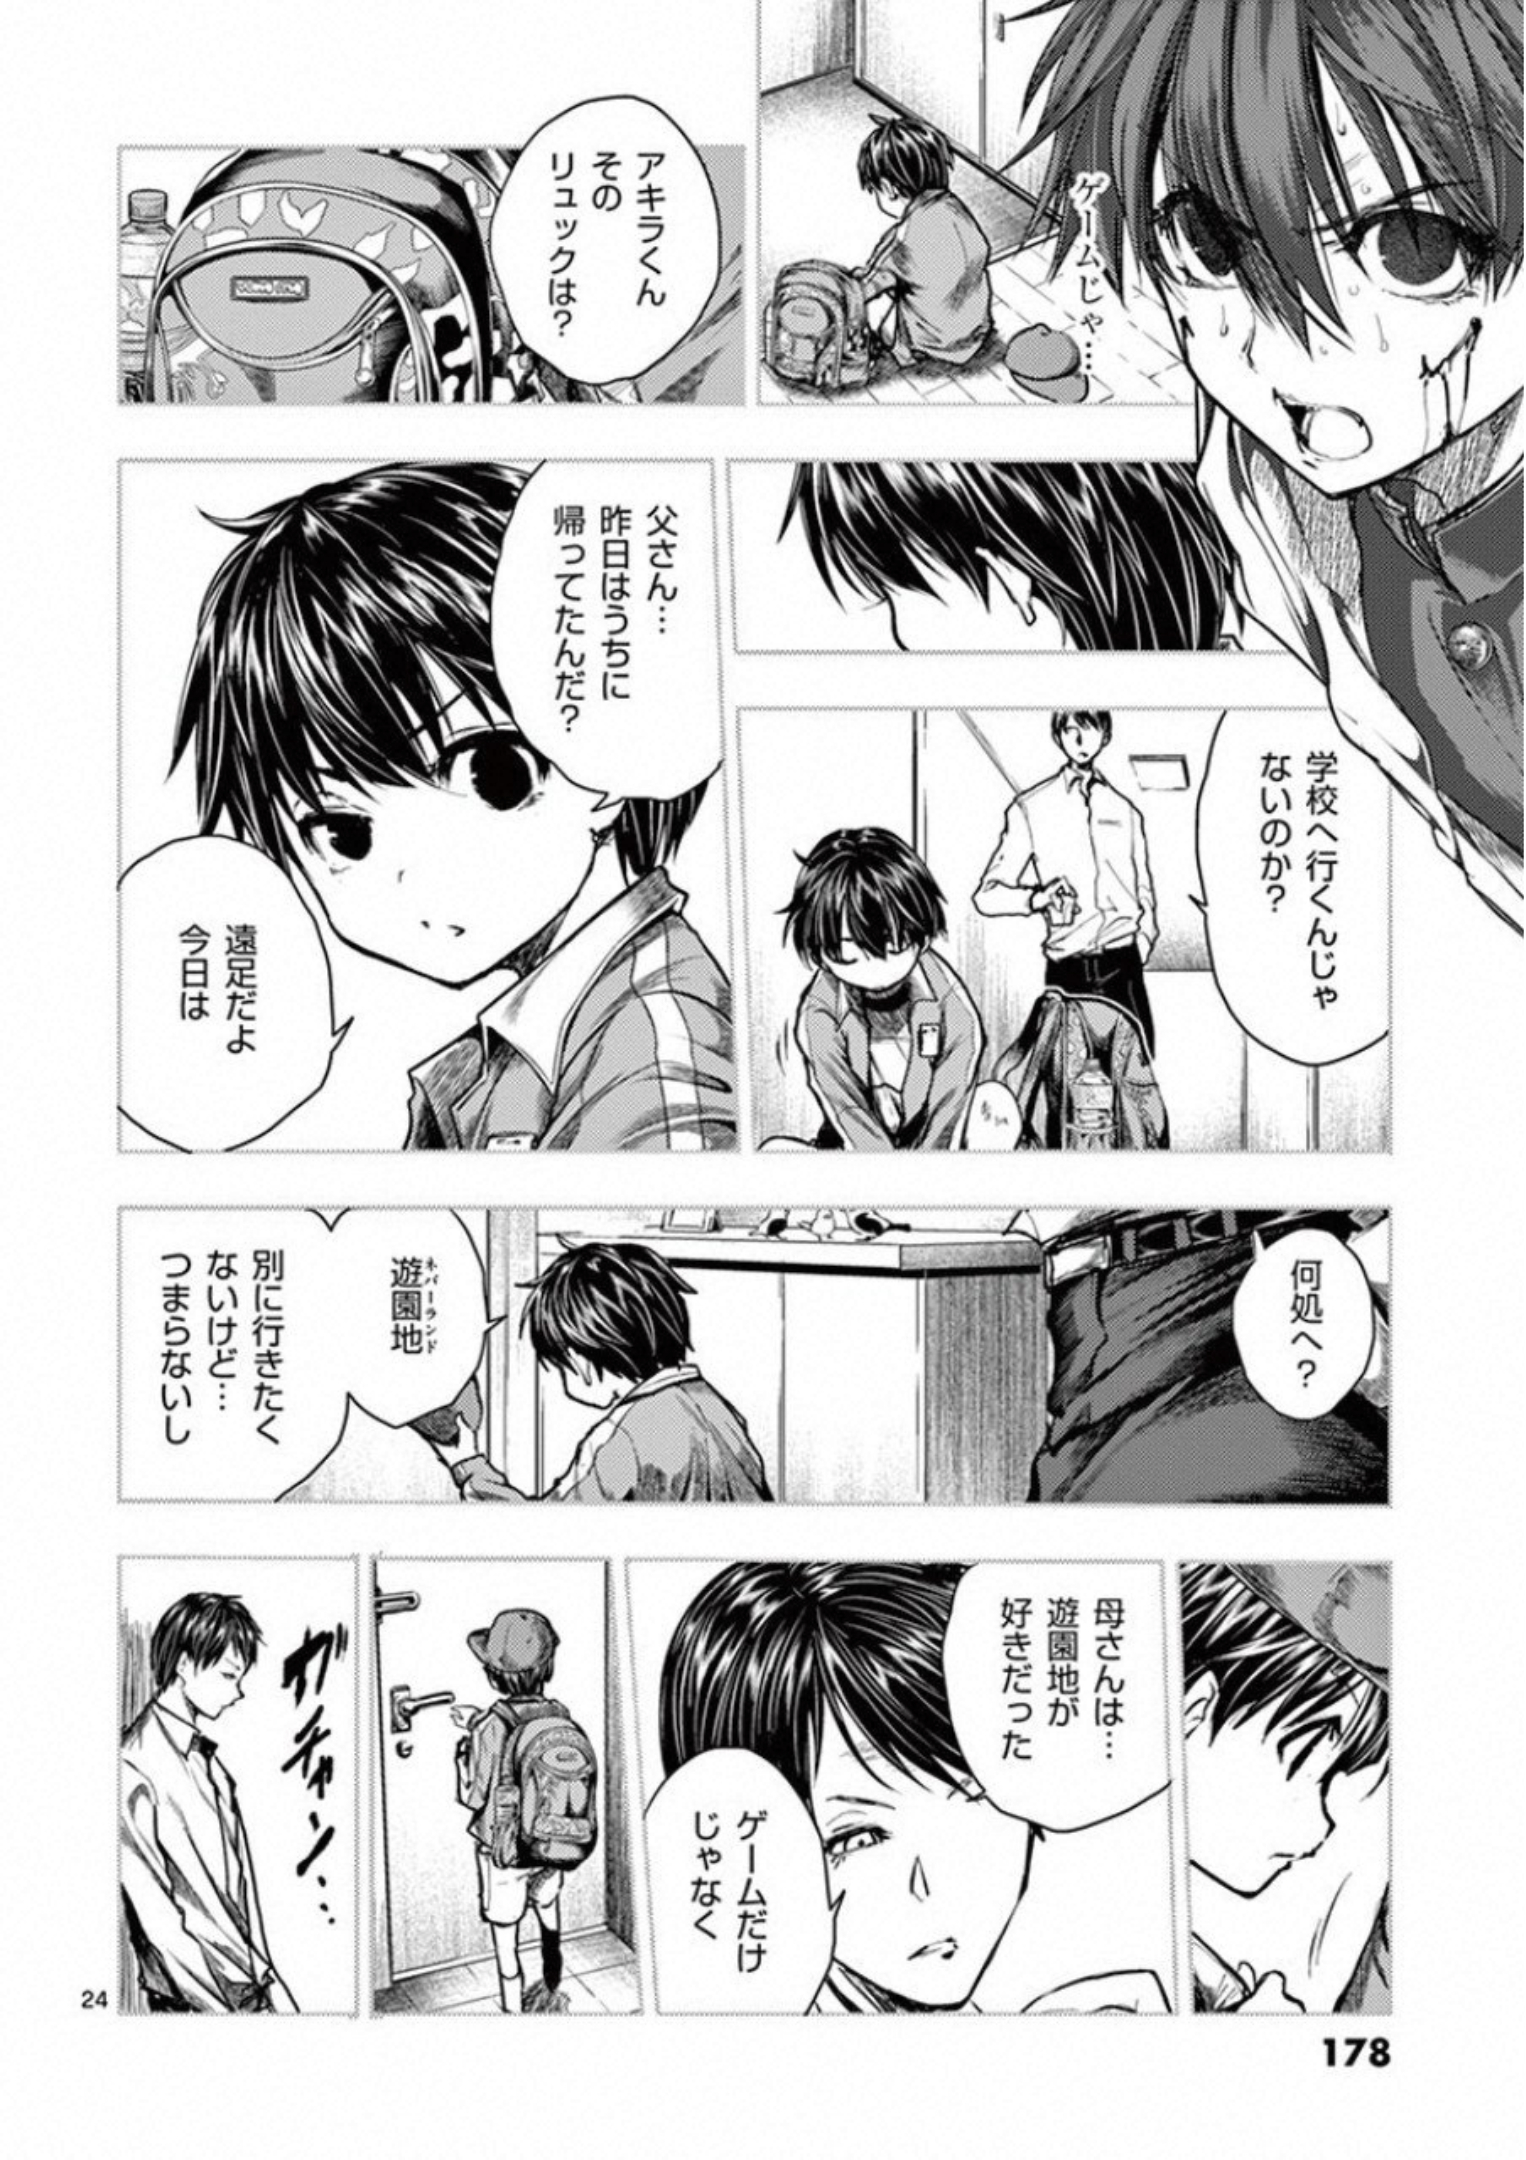 ゲームじゃ…
アキラくん
その
リュックは?
学校へ行くんじゃ
ないのか?
父さん…
昨日はうちに
帰ってたんだ?
遠足だよ
今日は
何処へ?
遊園地
ネバーランド
別に行きたく
ないけど…
つまらないし
母さんは…
遊園地が
好きだった
ゲームだけ
じゃなく
ガチャン…
24
178